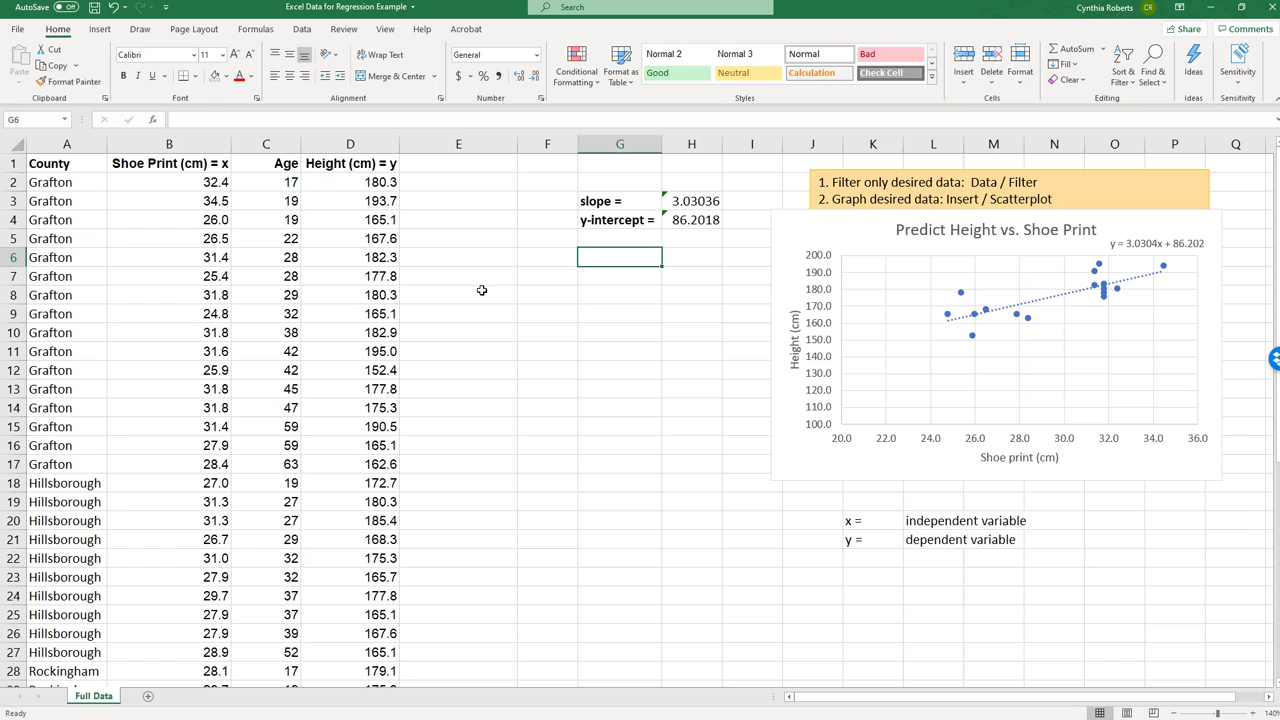 AutoSave Off
Excel Data for Regression Example
Search
Cynthia Roberts CR
File Home Insert Draw Page Layout Formulas Data Review View Help Acrobat
Share Comments
Paste
Cut
Copy
Format Painter
Clipboard
Calibri 11
Font
Wrap Text
Merge & Center
Alignment
General
Number
Conditional Formatting
Format as Table
Normal 2 Normal 3 Normal Bad
Good Neutral Calculation Check Cell
Styles
Insert Delete Format
Cells
AutoSum
Fill
Clear
Sort & Filter
Find & Select
Editing
Ideas
Ideas
Sensitivity
Sensitivity
G6
fx
A B C D E F G H I J K L M N O P Q
1 County Shoe Print (cm) = x Age Height (cm) = y
2 Grafton 32.4 17 180.3
3 Grafton 34.5 19 193.7 slope = 3.03036
4 Grafton 26.0 19 165.1 y-intercept = 86.2018
5 Grafton 26.5 22 167.6
6 Grafton 31.4 28 182.3
7 Grafton 25.4 28 177.8
8 Grafton 31.8 29 180.3
9 Grafton 24.8 32 165.1
10 Grafton 31.8 38 182.9
11 Grafton 31.6 42 195.0
12 Grafton 25.9 42 152.4
13 Grafton 31.8 45 177.8
14 Grafton 31.8 47 175.3
15 Grafton 31.4 59 190.5
16 Grafton 27.9 59 165.1
17 Grafton 28.4 63 162.6
18 Hillsborough 27.0 19 172.7
19 Hillsborough 31.3 27 180.3
20 Hillsborough 31.3 27 185.4
21 Hillsborough 26.7 29 168.3
22 Hillsborough 31.0 32 175.3
23 Hillsborough 27.9 32 165.7
24 Hillsborough 29.7 37 177.8
25 Hillsborough 27.9 37 165.1
26 Hillsborough 27.9 39 167.6
27 Hillsborough 28.9 52 165.1
28 Rockingham 28.1 17 179.1
1. Filter only desired data: Data / Filter
2. Graph desired data: Insert / Scatterplot
Predict Height vs. Shoe Print
y = 3.0304x + 86.202
200.0
190.0
180.0
170.0
160.0
150.0
140.0
130.0
120.0
110.0
100.0
Height (cm)
20.0 22.0 24.0 26.0 28.0 30.0 32.0 34.0 36.0
Shoe print (cm)
x = independent variable
y = dependent variable
Full Data
Ready